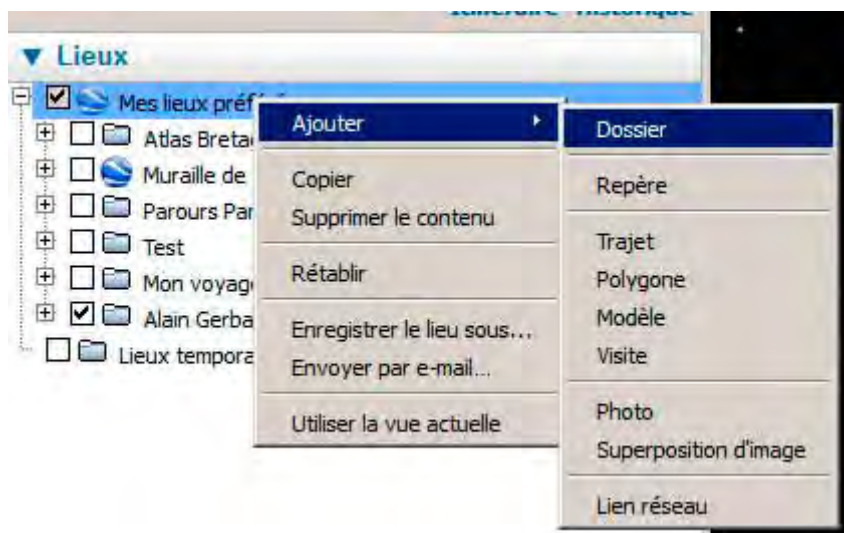 Itinéraire historique
Lieux
Mes lieux préf
Atlas Breta
Muraille de
Parours Par
Test
Mon voyag
Alain Gerba
Lieux tempora
Ajouter
Copier
Supprimer le contenu
Rétablir
Enregistrer le lieu sous...
Envoyer par e-mail...
Utiliser la vue actuelle
Dossier
Repère
Trajet
Polygone
Modèle
Visite
Photo
Superposition d'image
Lien réseau